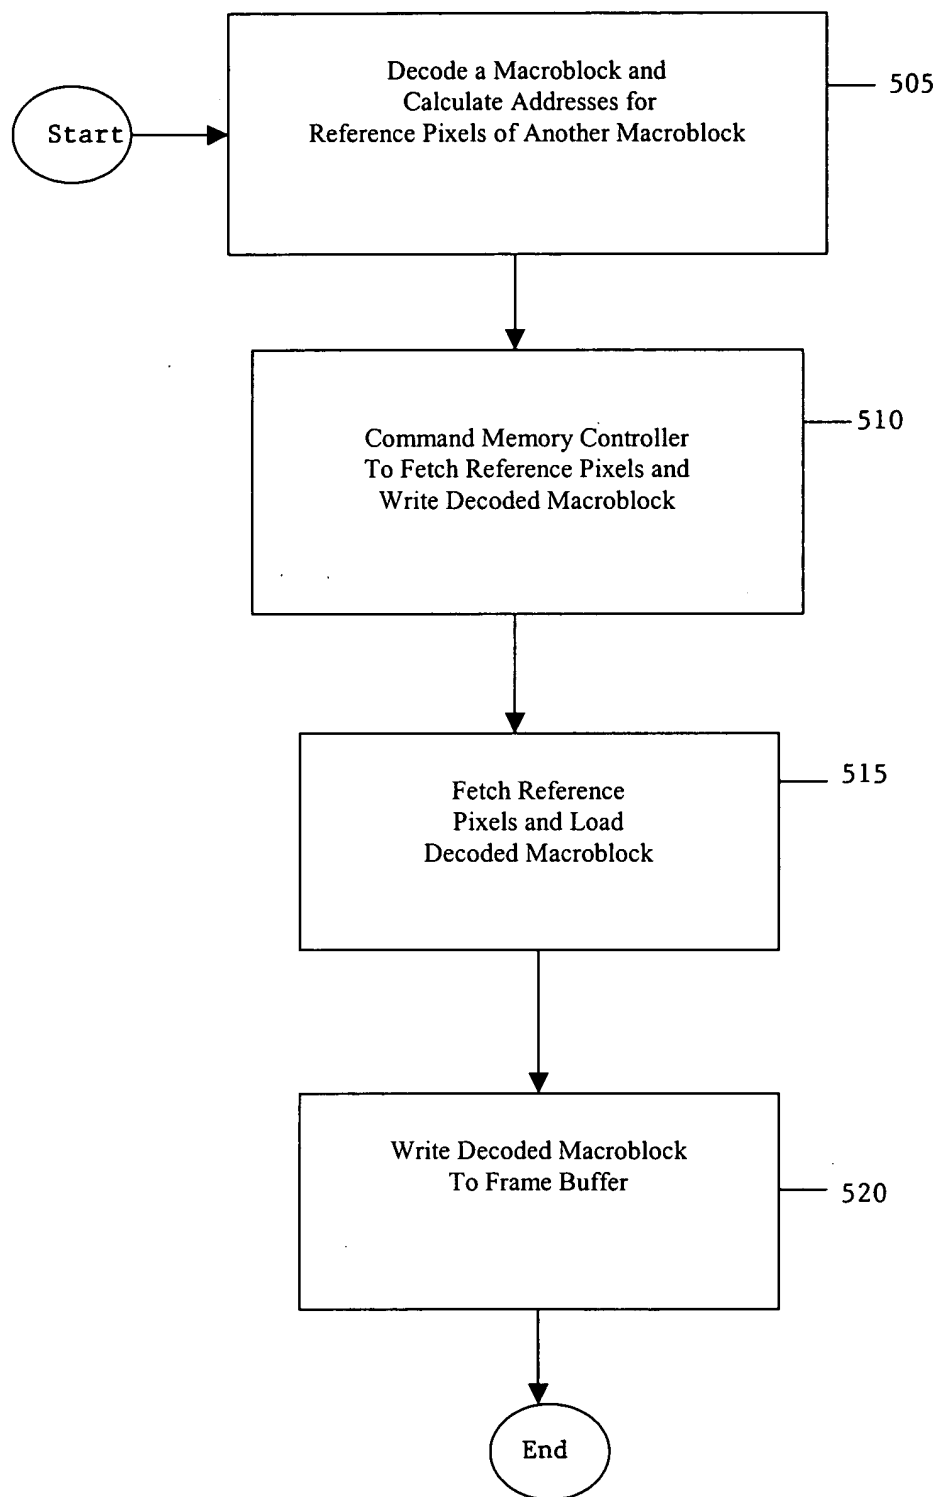 Start
Decode a Macroblock and
Calculate Addresses for
Reference Pixels of Another Macroblock
505
Command Memory Controller
To Fetch Reference Pixels and
Write Decoded Macroblock
510
Fetch Reference
Pixels and Load
Decoded Macroblock
515
Write Decoded Macroblock
To Frame Buffer
520
End